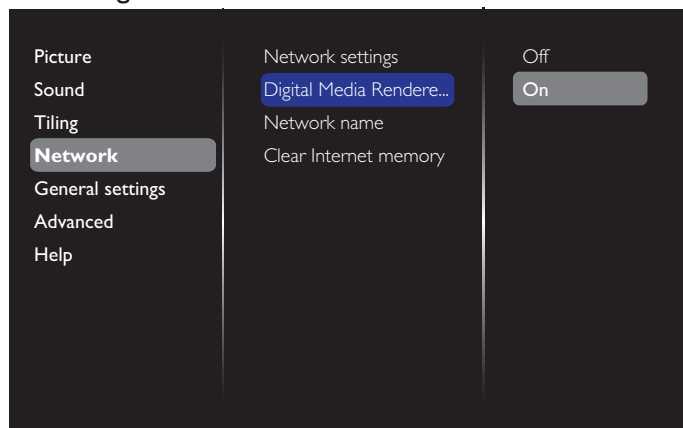 Picture
Sound
Tiling
Network
General settings
Advanced
Help
Network settings
Digital Media Rendere...
Network name
Clear Internet memory
Off
On